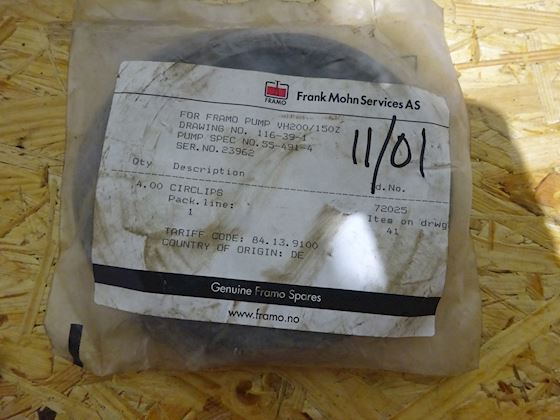 FRAMO
Frank Mohn Services AS
FOR FRAMO PUMP VH200/150Z
DRAWING NO. 116-39-1
PUMP SPEC NO.55-491-4
SER.NO.23962
11/01
Qty Description d.No.
4.00 CIRCLIPS 72025
Pack.line: Item on drwg
1 41
TARIFF CODE: 84.13.9100
COUNTRY OF ORIGIN: DE
Genuine Framo Spares
www.framo.no